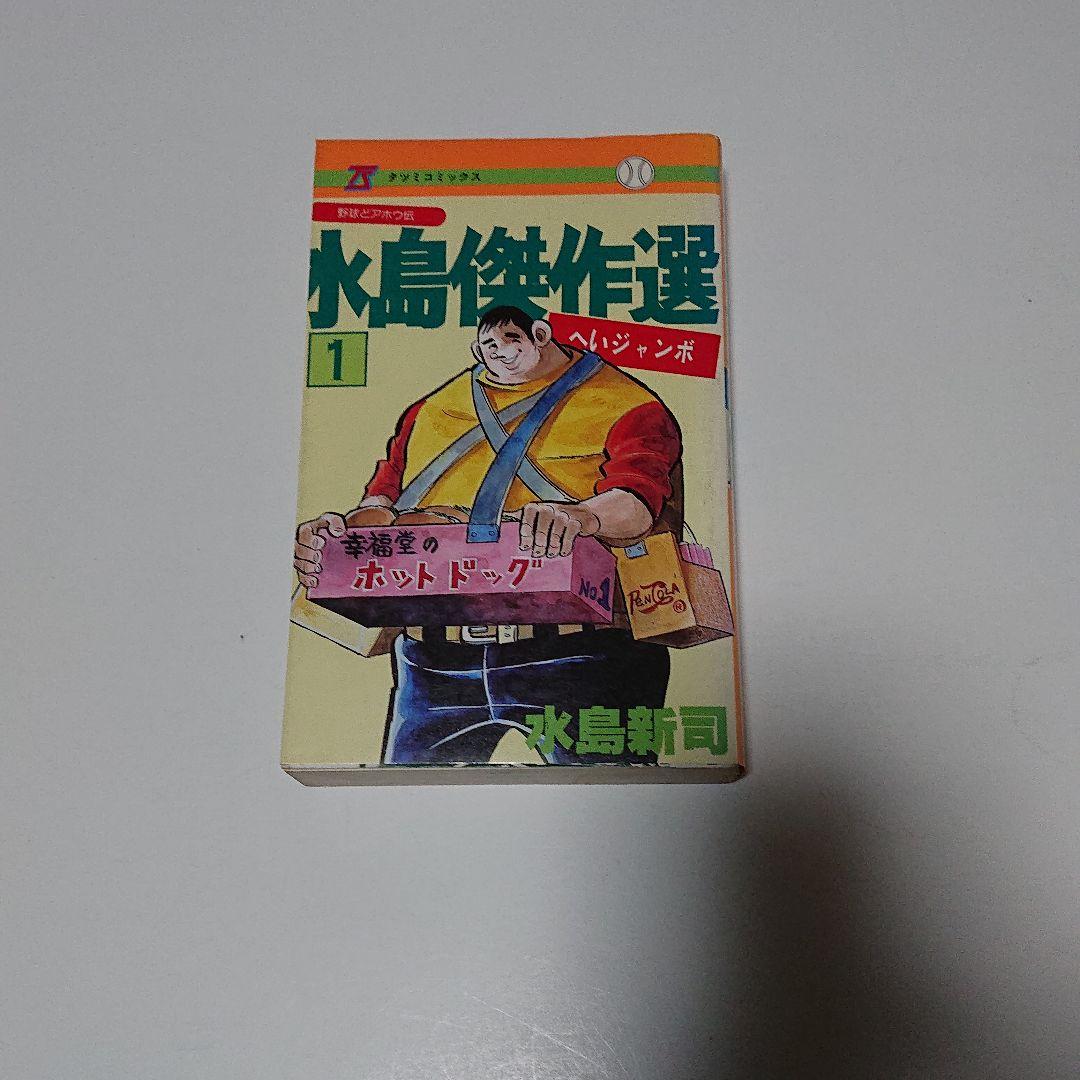 タツミコミックス
野球どアホウ伝
水島傑作選
1
へいジャンボ
幸福堂の
ホットドッグ
No.1
PENCOLA
®
水島新司